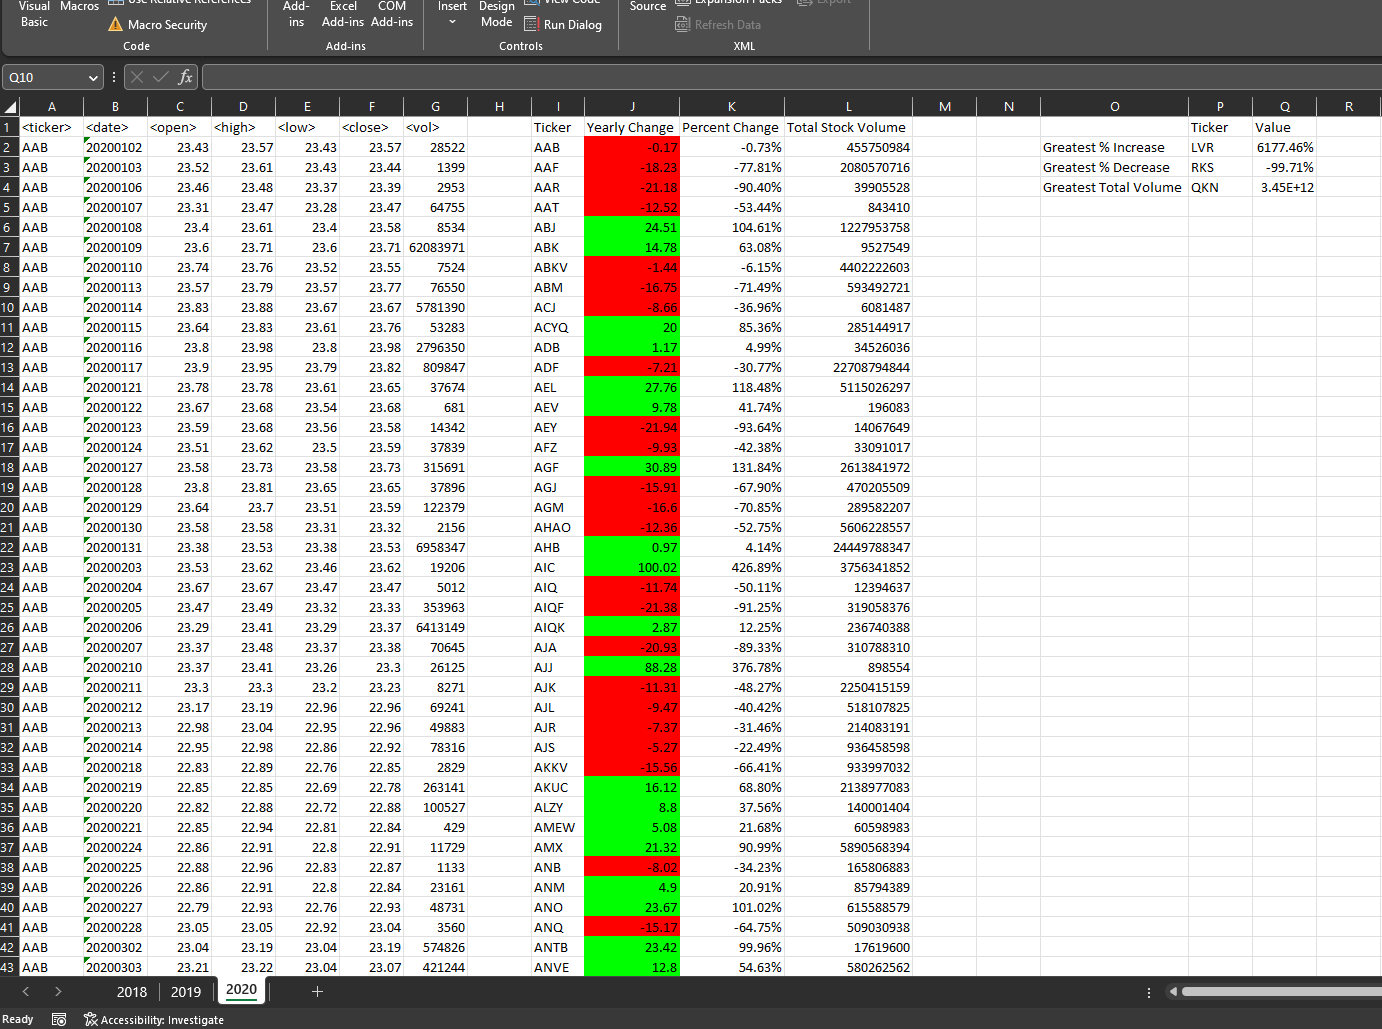 Visual Basic
Macros
Use Relative References
Macro Security
Code
Add-ins
Excel Add-ins
COM Add-ins
Add-ins
Insert
Design Mode
View Code
Run Dialog
Controls
Source
Expansion Packs
Export
Refresh Data
XML
Q10 fx
A B C D E F G H I J K L M N O P Q R
1 <ticker> <date> <open> <high> <low> <close> <vol> Ticker Yearly Change Percent Change Total Stock Volume Ticker Value
2 AAB 20200102 23.43 23.57 23.43 23.57 28522 AAB -0.17 -0.73% 455750984 Greatest % Increase LVR 6177.46%
3 AAB 20200103 23.52 23.61 23.43 23.44 1399 AAF -18.23 -77.81% 2080570716 Greatest % Decrease RKS -99.71%
4 AAB 20200106 23.46 23.48 23.37 23.39 2953 AAR -21.18 -90.40% 39905528 Greatest Total Volume QKN 3.45E+12
5 AAB 20200107 23.31 23.47 23.28 23.47 64755 AAT -12.52 -53.44% 843410
6 AAB 20200108 23.4 23.61 23.4 23.58 8534 ABJ 24.51 104.61% 1227953758
7 AAB 20200109 23.6 23.71 23.6 23.71 62083971 ABK 14.78 63.08% 9527549
8 AAB 20200110 23.74 23.76 23.52 23.55 7524 ABKV -1.44 -6.15% 4402222603
9 AAB 20200113 23.57 23.79 23.57 23.77 76550 ABM -16.75 -71.49% 593492721
10 AAB 20200114 23.83 23.88 23.67 23.67 5781390 ACJ -8.66 -36.96% 6081487
11 AAB 20200115 23.64 23.83 23.61 23.76 53283 ACYQ 20 85.36% 285144917
12 AAB 20200116 23.8 23.98 23.8 23.98 2796350 ADB 1.17 4.99% 34526036
13 AAB 20200117 23.9 23.95 23.79 23.82 809847 ADF -7.21 -30.77% 22708794844
14 AAB 20200121 23.78 23.78 23.61 23.65 37674 AEL 27.76 118.48% 5115026297
15 AAB 20200122 23.67 23.68 23.54 23.68 681 AEV 9.78 41.74% 196083
16 AAB 20200123 23.59 23.68 23.56 23.58 14342 AEY -21.94 -93.64% 14067649
17 AAB 20200124 23.51 23.62 23.5 23.59 37839 AFZ -9.93 -42.38% 33091017
18 AAB 20200127 23.58 23.73 23.58 23.73 315691 AGF 30.89 131.84% 2613841972
19 AAB 20200128 23.8 23.81 23.65 23.65 37896 AGJ -15.91 -67.90% 470205509
20 AAB 20200129 23.64 23.7 23.51 23.59 122379 AGM -16.6 -70.85% 289582207
21 AAB 20200130 23.58 23.58 23.31 23.32 2156 AHAO -12.36 -52.75% 5606228557
22 AAB 20200131 23.38 23.53 23.38 23.53 6958347 AHB 0.97 4.14% 24449788347
23 AAB 20200203 23.53 23.62 23.46 23.62 19206 AIC 100.02 426.89% 3756341852
24 AAB 20200204 23.67 23.67 23.47 23.47 5012 AIQ -11.74 -50.11% 12394637
25 AAB 20200205 23.47 23.49 23.32 23.33 353963 AIQF -21.38 -91.25% 319058376
26 AAB 20200206 23.29 23.41 23.29 23.37 6413149 AIQK 2.87 12.25% 236740388
27 AAB 20200207 23.37 23.48 23.37 23.38 70645 AJA -20.93 -89.33% 310788310
28 AAB 20200210 23.37 23.41 23.26 23.3 26125 AJJ 88.28 376.78% 898554
29 AAB 20200211 23.3 23.3 23.2 23.23 8271 AJK -11.31 -48.27% 2250415159
30 AAB 20200212 23.17 23.19 22.96 22.96 69241 AJL -9.47 -40.42% 518107825
31 AAB 20200213 22.98 23.04 22.95 22.96 49883 AJR -7.37 -31.46% 214083191
32 AAB 20200214 22.95 22.98 22.86 22.92 78316 AJS -5.27 -22.49% 936458598
33 AAB 20200218 22.83 22.89 22.76 22.85 2829 AKKV -15.56 -66.41% 933997032
34 AAB 20200219 22.85 22.85 22.69 22.78 263141 AKUC 16.12 68.80% 2138977083
35 AAB 20200220 22.82 22.88 22.72 22.88 100527 ALZY 8.8 37.56% 140001404
36 AAB 20200221 22.85 22.94 22.81 22.84 429 AMEW 5.08 21.68% 60598983
37 AAB 20200224 22.86 22.91 22.8 22.91 11729 AMX 21.32 90.99% 5890568394
38 AAB 20200225 22.88 22.96 22.83 22.87 1133 ANB -8.02 -34.23% 165806883
39 AAB 20200226 22.86 22.91 22.8 22.84 23161 ANM 4.9 20.91% 85794389
40 AAB 20200227 22.79 22.93 22.76 22.93 48731 ANO 23.67 101.02% 615588579
41 AAB 20200228 23.05 23.05 22.92 23.04 3560 ANQ -15.17 -64.75% 509030938
42 AAB 20200302 23.04 23.19 23.04 23.19 574826 ANTB 23.42 99.96% 17619600
43 AAB 20200303 23.21 23.22 23.04 23.07 421244 ANVE 12.8 54.63% 580262562
2018 2019 2020
Ready Accessibility: Investigate